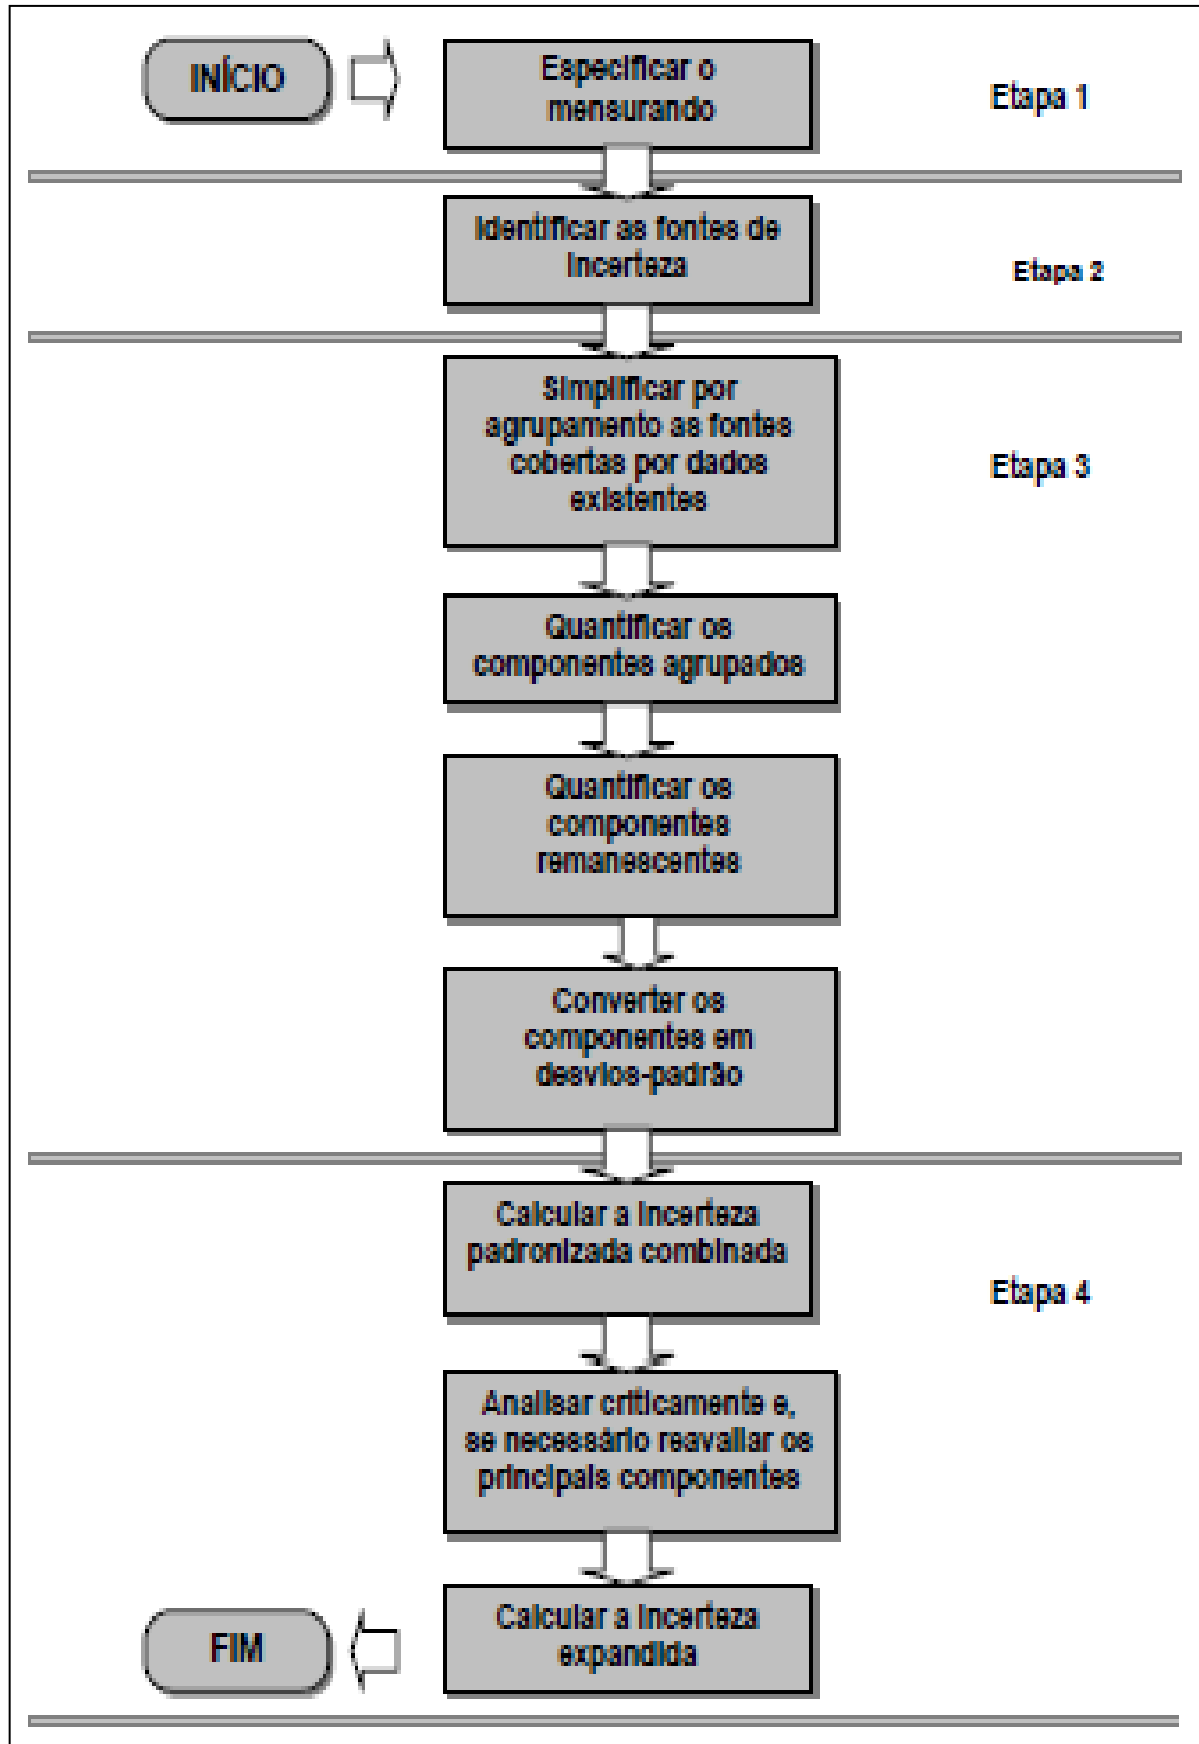 INÍCIO
Especificar o
mensurando
Etapa 1
Identificar as fontes de
incerteza
Etapa 2
Simplificar por
agrupamento as fontes
cobertas por dados
existentes
Etapa 3
Quantificar os
componentes agrupados
Quantificar os
componentes
remanescentes
Converter os
componentes em
desvios-padrão
Calcular a incerteza
padronizada combinada
Etapa 4
Analisar criticamente e,
se necessário reavaliar os
principais componentes
Calcular a incerteza
expandida
FIM